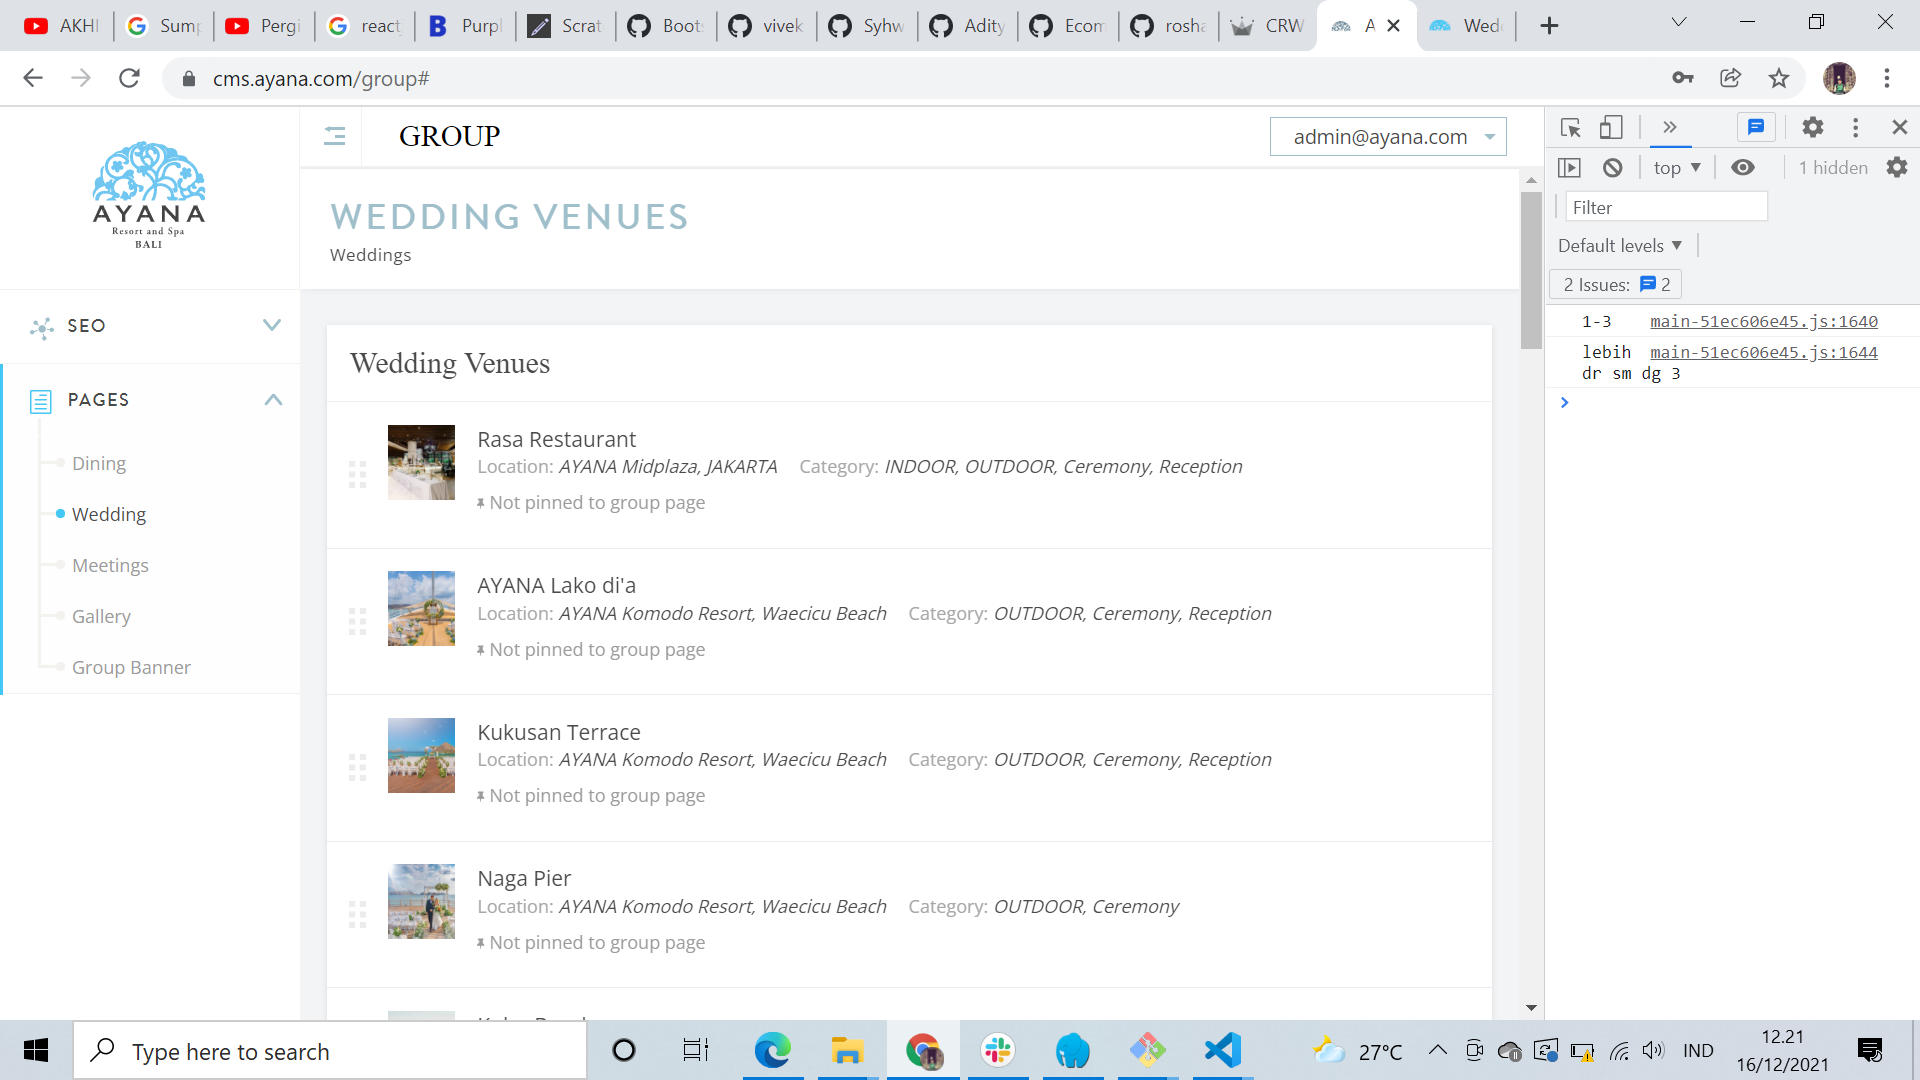 AKHI
Sump
Pergi
react
Purpl
Scrat
Boots
vivek
Syhw
Adity
Ecom
rosha
CRW
A
Wed
cms.ayana.com/group#
AYANA
Resort and Spa
BALI
SEO
PAGES
Dining
Wedding
Meetings
Gallery
Group Banner
GROUP
admin@ayana.com
WEDDING VENUES
Weddings
Wedding Venues
Rasa Restaurant
Location: AYANA Midplaza, JAKARTA Category: INDOOR, OUTDOOR, Ceremony, Reception
Not pinned to group page
AYANA Lako di'a
Location: AYANA Komodo Resort, Waecicu Beach Category: OUTDOOR, Ceremony, Reception
Not pinned to group page
Kukusan Terrace
Location: AYANA Komodo Resort, Waecicu Beach Category: OUTDOOR, Ceremony, Reception
Not pinned to group page
Naga Pier
Location: AYANA Komodo Resort, Waecicu Beach Category: OUTDOOR, Ceremony
Not pinned to group page
top
1 hidden
Filter
Default levels
2 Issues: 2
1-3 main-51ec606e45.js:1640
lebih main-51ec606e45.js:1644
dr sm dg 3
Type here to search
27°C
IND
12.21
16/12/2021